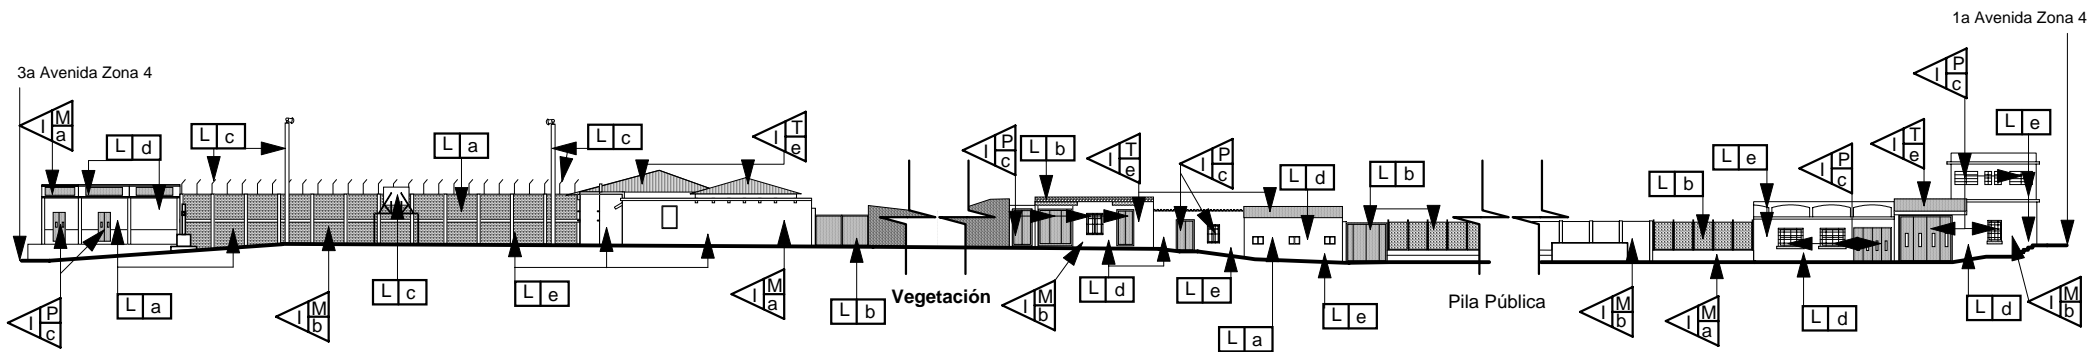 1a Avenida Zona 4
3a Avenida Zona 4
I M a
L d
L c
L a
L c
I T e
I P c
L b
I T e
I P c
L d
L b
L b
L e
I P c
I T e
I P c
L e
I P c
L a
I M b
L c
L e
I M a
L b
Vegetación
I M b
L d
L e
L a
L e
Pila Pública
I M b
I M a
L d
L d
I M b